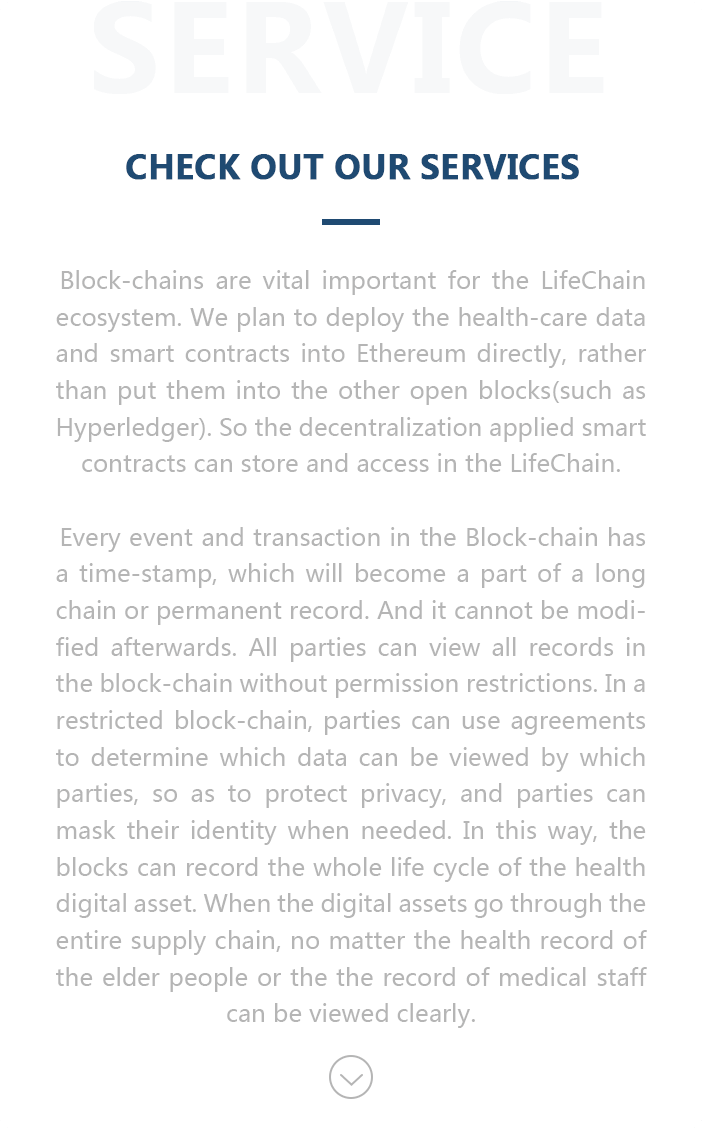 SERVICE
CHECK OUT OUR SERVICES
Block-chains are vital important for the LifeChain
ecosystem. We plan to deploy the health-care data
and smart contracts into Ethereum directly, rather
than put them into the other open blocks(such as
Hyperledger). So the decentralization applied smart
contracts can store and access in the LifeChain.
Every event and transaction in the Block-chain has
a time-stamp, which will become a part of a long
chain or permanent record. And it cannot be modi-
fied afterwards. All parties can view all records in
the block-chain without permission restrictions. In a
restricted block-chain, parties can use agreements
to determine which data can be viewed by which
parties, so as to protect privacy, and parties can
mask their identity when needed. In this way, the
blocks can record the whole life cycle of the health
digital asset. When the digital assets go through the
entire supply chain, no matter the health record of
the elder people or the the record of medical staff
can be viewed clearly.